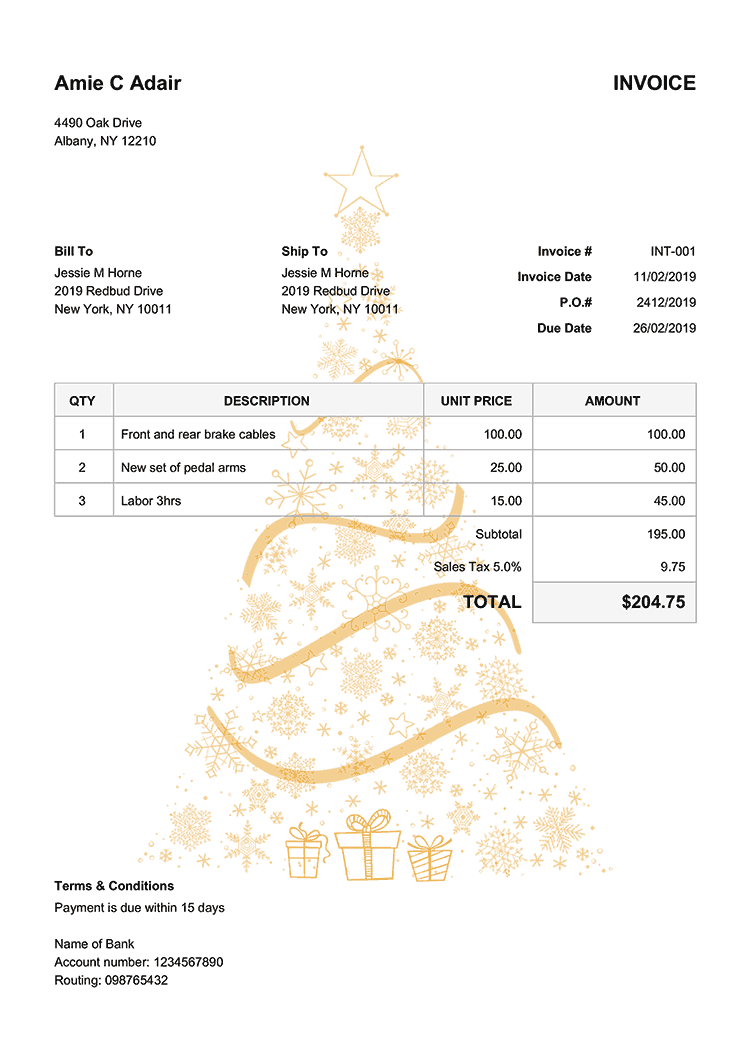 Amie C Adair
INVOICE
4490 Oak Drive
Albany, NY 12210
Bill To
Jessie M Horne
2019 Redbud Drive
New York, NY 10011
Ship To
Jessie M Horne
2019 Redbud Drive
New York, NY 10011
Invoice # INT-001
Invoice Date 11/02/2019
P.O.# 2412/2019
Due Date 26/02/2019
QTY DESCRIPTION UNIT PRICE AMOUNT
1 Front and rear brake cables 100.00 100.00
2 New set of pedal arms 25.00 50.00
3 Labor 3hrs 15.00 45.00
Subtotal 195.00
Sales Tax 5.0% 9.75
TOTAL $204.75
Terms & Conditions
Payment is due within 15 days
Name of Bank
Account number: 1234567890
Routing: 098765432